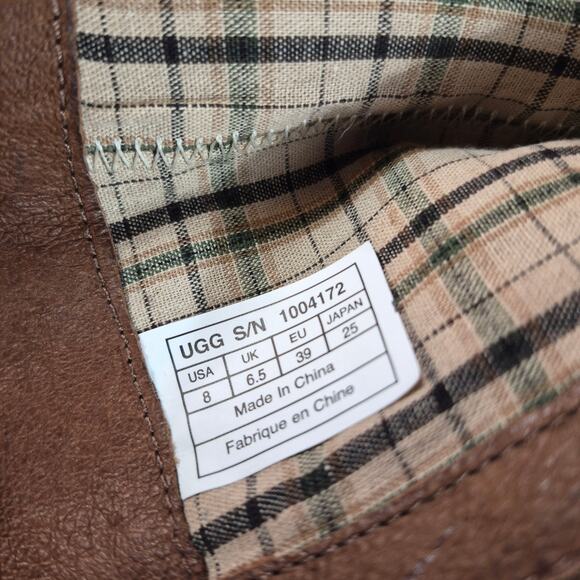 UGG S/N 1004172
USA UK EU JAPAN
8 6.5 39 25
Made In China
Fabrique en Chine